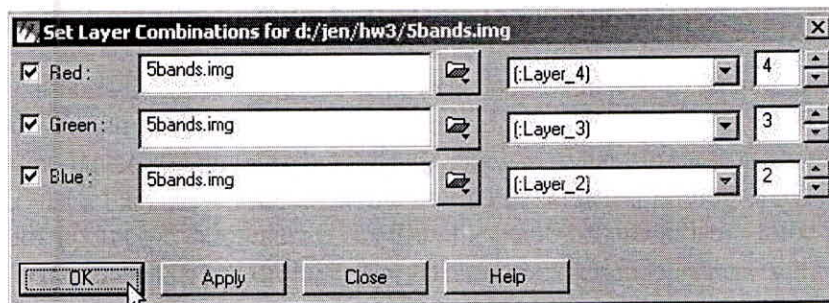 Set Layer Combinations for d:/jen/hw3/5bands.img
Red : 5bands.img (:Layer_4) 4
Green : 5bands.img (:Layer_3) 3
Blue : 5bands.img (:Layer_2) 2
OK Apply Close Help